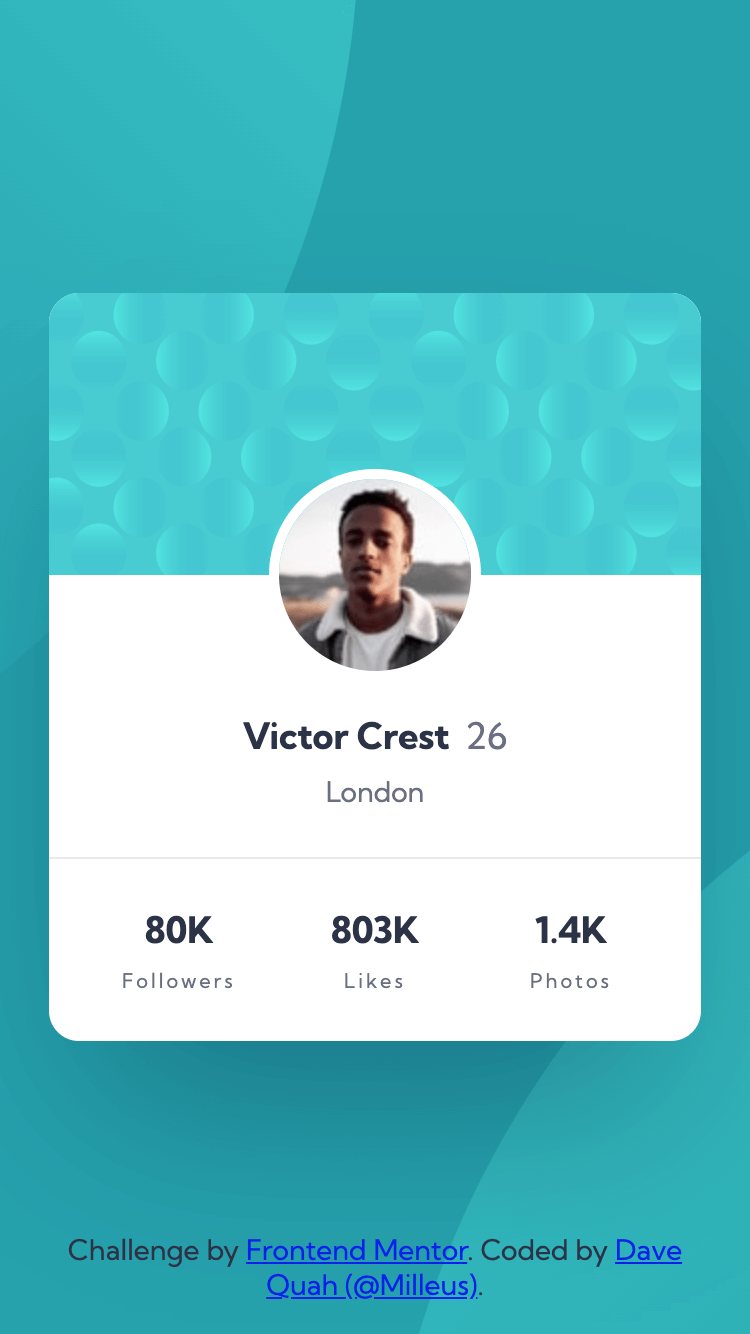 Victor Crest 26
London
80K 803K 1.4K
Followers Likes Photos
Challenge by Frontend Mentor. Coded by Dave
Quah (@Milleus).